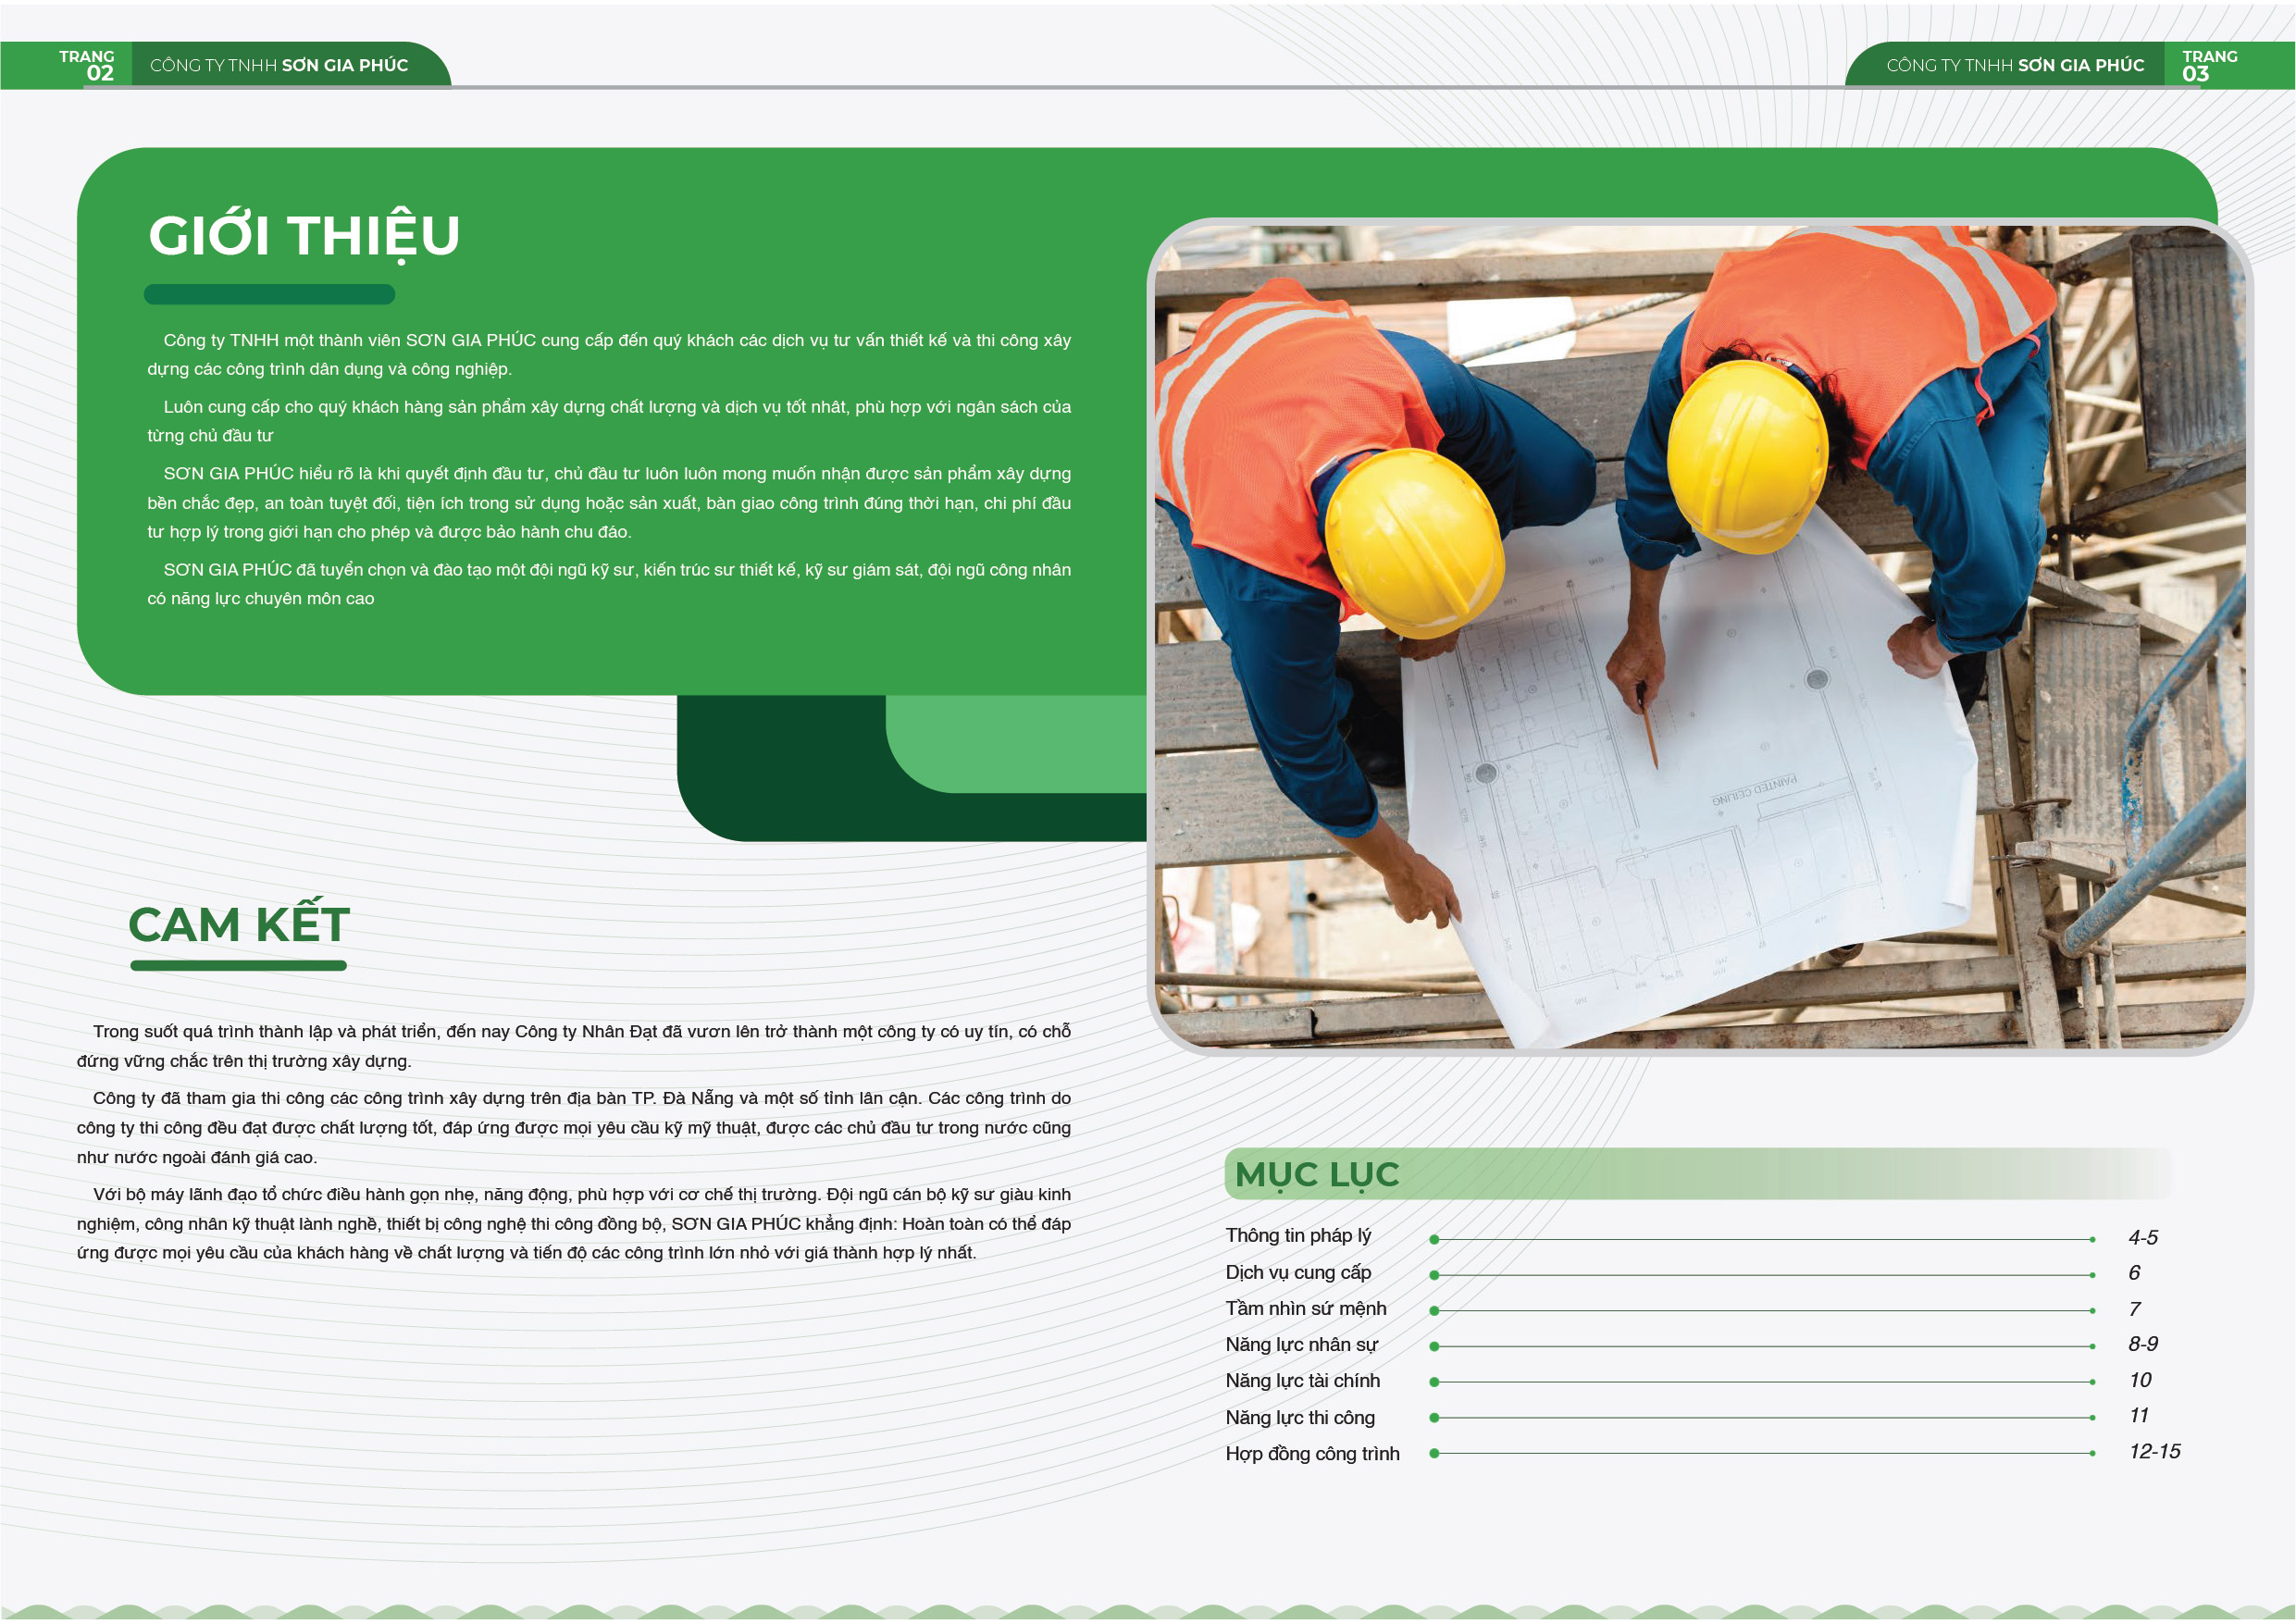 TRANG
02
CÔNG TY TNHH SƠN GIA PHÚC
CÔNG TY TNHH SƠN GIA PHÚC
TRANG
03
GIỚI THIỆU
Công ty TNHH một thành viên SƠN GIA PHÚC cung cấp đến quý khách các dịch vụ tư vấn thiết kế và thi công xây
dựng các công trình dân dụng và công nghiệp.
Luôn cung cấp cho quý khách hàng sản phẩm xây dựng chất lượng và dịch vụ tốt nhât, phù hợp với ngân sách của
từng chủ đầu tư
SƠN GIA PHÚC hiểu rõ là khi quyết định đầu tư, chủ đầu tư luôn luôn mong muốn nhận được sản phẩm xây dựng
bền chắc đẹp, an toàn tuyệt đối, tiện ích trong sử dụng hoặc sản xuất, bàn giao công trình đúng thời hạn, chi phí đầu
tư hợp lý trong giới hạn cho phép và được bảo hành chu đáo.
SƠN GIA PHÚC đã tuyển chọn và đào tạo một đội ngũ kỹ sư, kiến trúc sư thiết kế, kỹ sư giám sát, đội ngũ công nhân
có năng lực chuyên môn cao
PAINTED CEILING
CAM KẾT
Trong suốt quá trình thành lập và phát triển, đến nay Công ty Nhân Đạt đã vươn lên trở thành một công ty có uy tín, có chỗ
đứng vững chắc trên thị trường xây dựng.
Công ty đã tham gia thi công các công trình xây dựng trên địa bàn TP. Đà Nẵng và một số tỉnh lân cận. Các công trình do
công ty thi công đều đạt được chất lượng tốt, đáp ứng được mọi yêu cầu kỹ mỹ thuật, được các chủ đầu tư trong nước cũng
như nước ngoài đánh giá cao.
Với bộ máy lãnh đạo tổ chức điều hành gọn nhẹ, năng động, phù hợp với cơ chế thị trường. Đội ngũ cán bộ kỹ sư giàu kinh
nghiệm, công nhân kỹ thuật lành nghề, thiết bị công nghệ thi công đồng bộ, SƠN GIA PHÚC khẳng định: Hoàn toàn có thể đáp
ứng được mọi yêu cầu của khách hàng về chất lượng và tiến độ các công trình lớn nhỏ với giá thành hợp lý nhất.
MỤC LỤC
Thông tin pháp lý 4-5
Dịch vụ cung cấp 6
Tầm nhìn sứ mệnh 7
Năng lực nhân sự 8-9
Năng lực tài chính 10
Năng lực thi công 11
Hợp đồng công trình 12-15